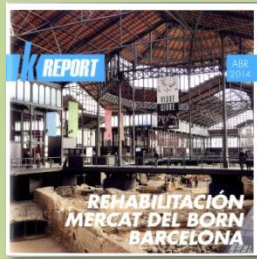 k REPORT
ABR
2014
REHABILITACIÓN
MERCAT DEL BORN
BARCELONA